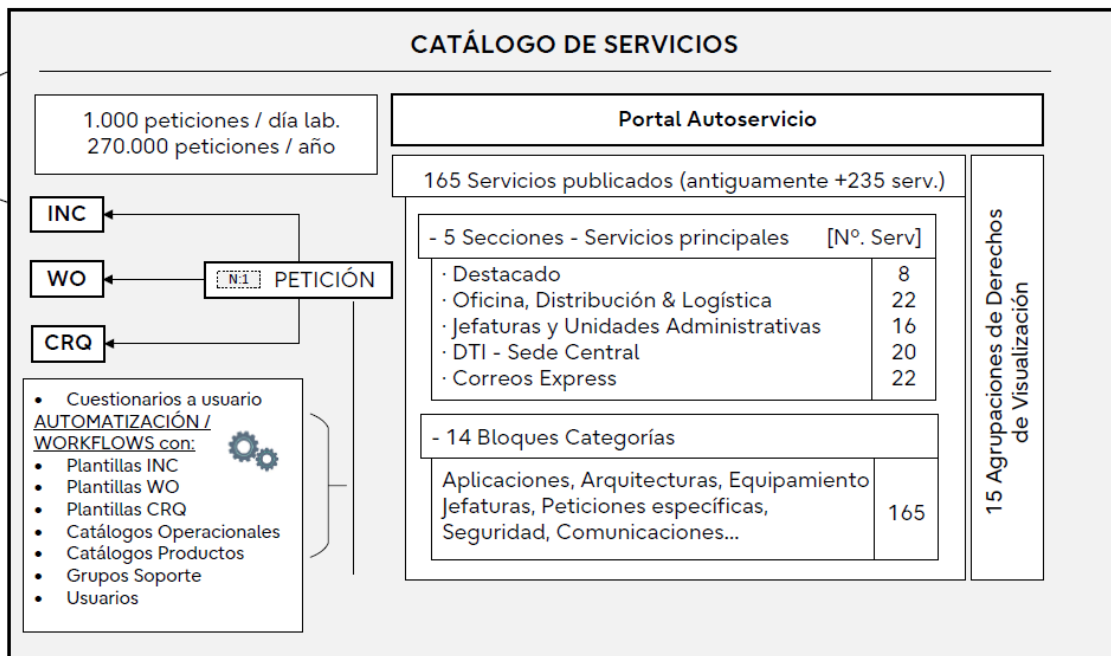 CATÁLOGO DE SERVICIOS
1.000 peticiones / día lab.
270.000 peticiones / año
Portal Autoservicio
165 Servicios publicados (antiguamente +235 serv.)
INC
WO
CRQ
N:1 PETICIÓN
- 5 Secciones - Servicios principales [Nº. Serv]
· Destacado 8
· Oficina, Distribución & Logística 22
· Jefaturas y Unidades Administrativas 16
· DTI - Sede Central 20
· Correos Express 22
- 14 Bloques Categorías
Aplicaciones, Arquitecturas, Equipamiento
Jefaturas, Peticiones específicas,
Seguridad, Comunicaciones...
165
15 Agrupaciones de Derechos
de Visualización
• Cuestionarios a usuario
AUTOMATIZACIÓN /
WORKFLOWS con:
• Plantillas INC
• Plantillas WO
• Plantillas CRQ
• Catálogos Operacionales
• Catálogos Productos
• Grupos Soporte
• Usuarios